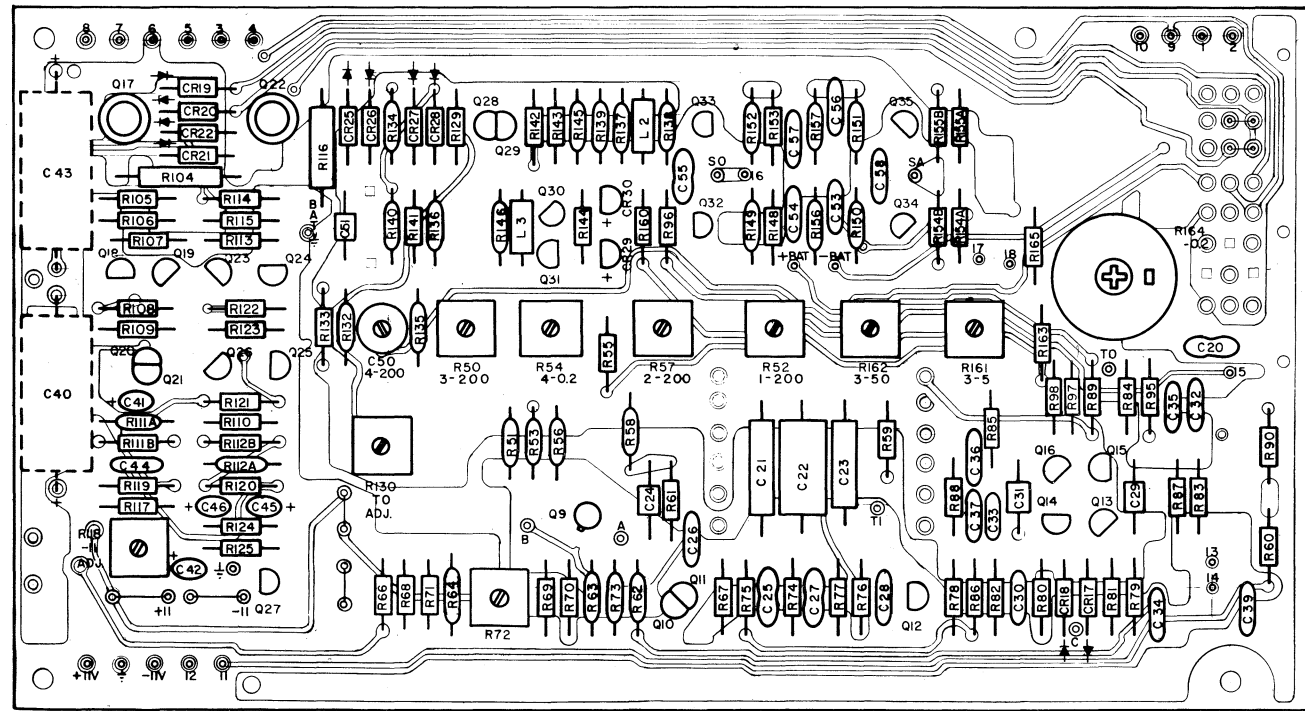 8 7 6 5 3 4
10 9 1 2
Q17
Q22
CR19
CR20
CR22
CR21
C43
R104
R105
R106
R107
R114
R115
R113
Q18
Q19
Q23
Q24
R116
CR25
CR26
R134
CR27
CR28
R129
Q28
Q29
R142
R143
R145
R139
R137
L2
R138
Q33
R152
R153
C57
R157
C56
R151
Q35
R155B
R155A
C55
SO
16
C58
SA
B
A
C51
R140
R141
R136
R146
L3
Q30
R144
CR30
R160
R96
Q32
R149
R148
C54
R156
C53
R150
Q34
R154B
R154A
R165
R164
-0.2
Q31
CR29
+BAT
-BAT
17
18
R108
R109
R122
R123
R133
R132
C50
4-200
R135
R50
3-200
R54
4-0.2
R55
R57
2-200
R52
1-200
R162
3-50
R161
3-5
R163
TO
C20
15
Q20
Q21
Q26
Q25
C40
C41
R111A
R111B
C44
R119
R117
R121
R110
R112B
R112A
R120
C46
C45
R124
R125
R130
TO
ADJ.
R51
R53
R56
R58
C24
R61
C21
C22
C23
R59
T1
R98
R97
R89
R84
R95
C35
C32
R85
C36
Q16
Q15
R88
C37
C33
C31
Q14
Q13
C29
R87
R83
R90
R60
R118
ADJ.
C42
Q27
+11
-11
Q9
A
B
C26
13
14
R66
R68
R71
R64
R72
R69
R70
R63
R73
R62
Q11
Q10
R67
R75
C25
R74
C27
R77
R76
C28
Q12
R78
R86
R82
C30
R80
CR18
CR17
R81
R79
C34
C39
C
+11V -11V 12 11